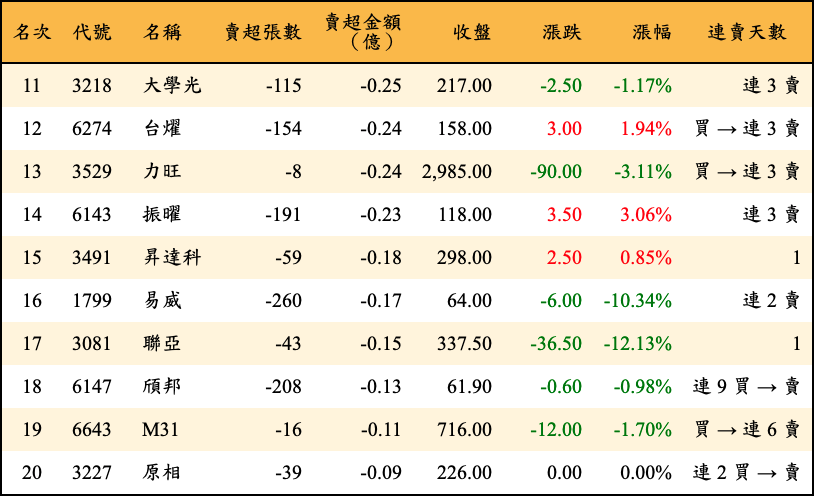 名次 代號 名稱 賣超張數 賣超金額（億） 收盤 漲跌 漲幅 連賣天數
11 3218 大學光 -115 -0.25 217.00 -2.50 -1.17% 連 3 賣
12 6274 台燿 -154 -0.24 158.00 3.00 1.94% 買 → 連 3 賣
13 3529 力旺 -8 -0.24 2,985.00 -90.00 -3.11% 買 → 連 3 賣
14 6143 振曜 -191 -0.23 118.00 3.50 3.06% 連 3 賣
15 3491 昇達科 -59 -0.18 298.00 2.50 0.85% 1
16 1799 易威 -260 -0.17 64.00 -6.00 -10.34% 連 2 賣
17 3081 聯亞 -43 -0.15 337.50 -36.50 -12.13% 1
18 6147 頎邦 -208 -0.13 61.90 -0.60 -0.98% 連 9 買 → 賣
19 6643 M31 -16 -0.11 716.00 -12.00 -1.70% 買 → 連 6 賣
20 3227 原相 -39 -0.09 226.00 0.00 0.00% 連 2 買 → 賣